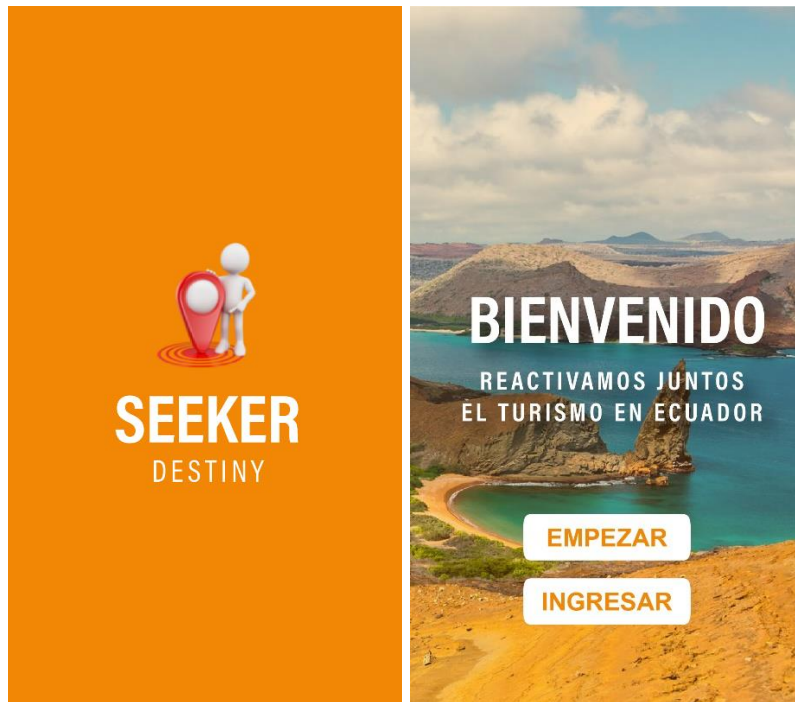 SEEKER
DESTINY
BIENVENIDO
REACTIVAMOS JUNTOS
EL TURISMO EN ECUADOR
EMPEZAR
INGRESAR